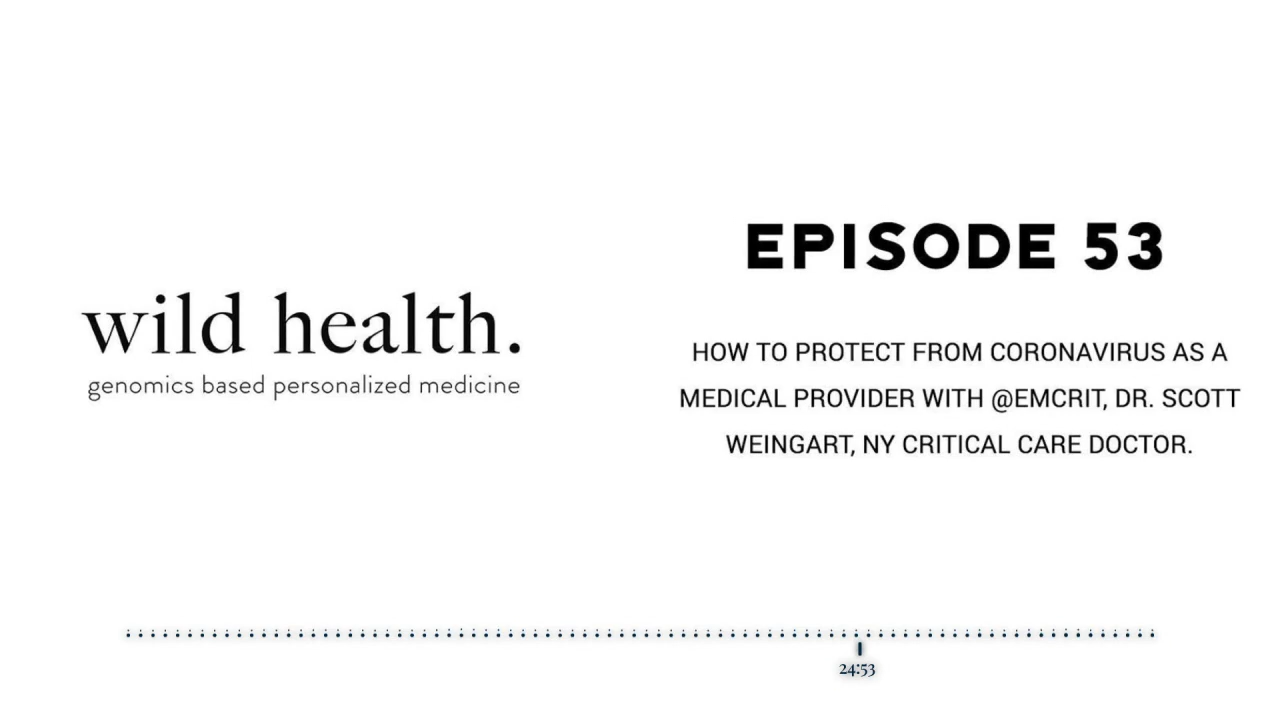 wild health.
genomics based personalized medicine
EPISODE 53
HOW TO PROTECT FROM CORONAVIRUS AS A
MEDICAL PROVIDER WITH @EMCRIT, DR. SCOTT
WEINGART, NY CRITICAL CARE DOCTOR.
24:53